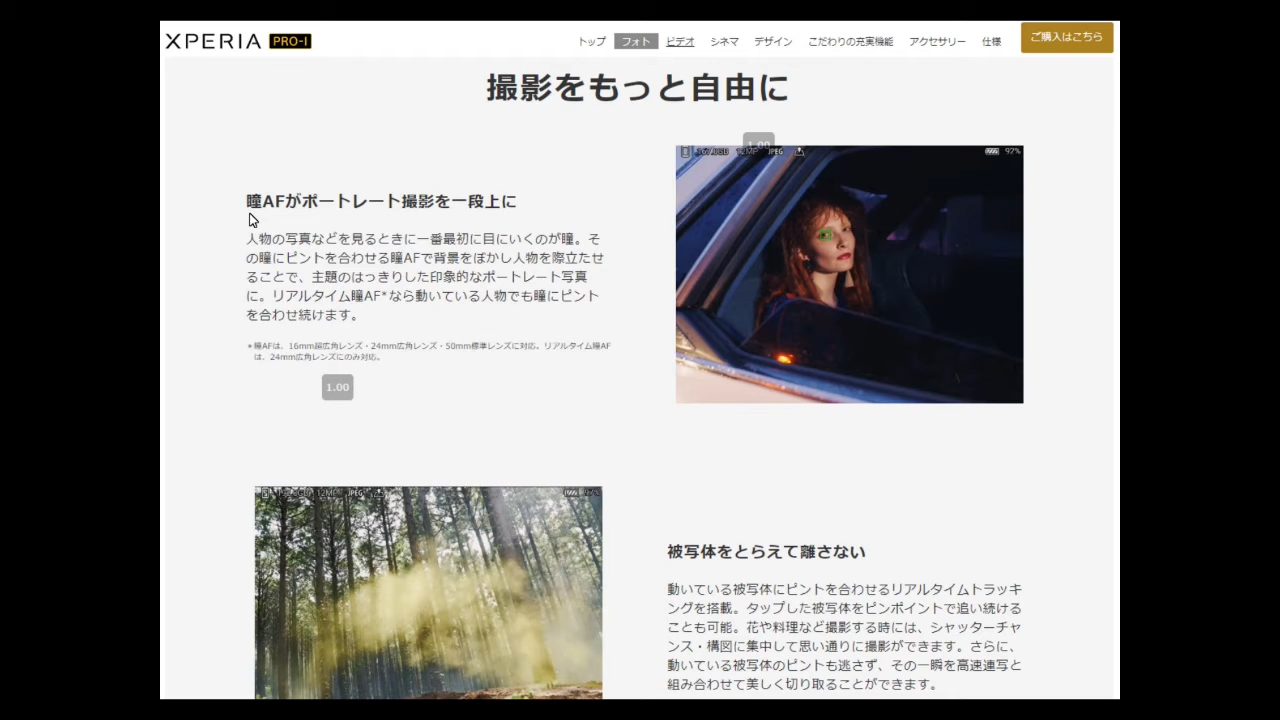 XPERIA PRO-I
トップ フォト ビデオ シネマ デザイン こだわりの充実機能 アクセサリー 仕様 ご購入はこちら
撮影をもっと自由に
瞳AFがポートレート撮影を一段上に
人物の写真などを見るときに一番最初に目にいくのが瞳。そ
の瞳にピントを合わせる瞳AFで背景をぼかし人物を際立たせ
ることで、主題のはっきりした印象的なポートレート写真
に。リアルタイム瞳AF*なら動いている人物でも瞳にピント
を合わせ続けます。
* 瞳AFは、16mm超広角レンズ・24mm広角レンズ・50mm標準レンズに対応。リアルタイム瞳AF
は、24mm広角レンズにのみ対応。
1.00
1.00
12MP JPEG 92%
12MP JPEG
被写体をとらえて離さない
動いている被写体にピントを合わせるリアルタイムトラッキ
ングを搭載。タップした被写体をピンポイントで追い続ける
ことも可能。花や料理など撮影する時には、シャッターチャ
ンス・構図に集中して思い通りに撮影ができます。さらに、
動いている被写体のピントも逃さず、その一瞬を高速連写と
組み合わせて美しく切り取ることができます。